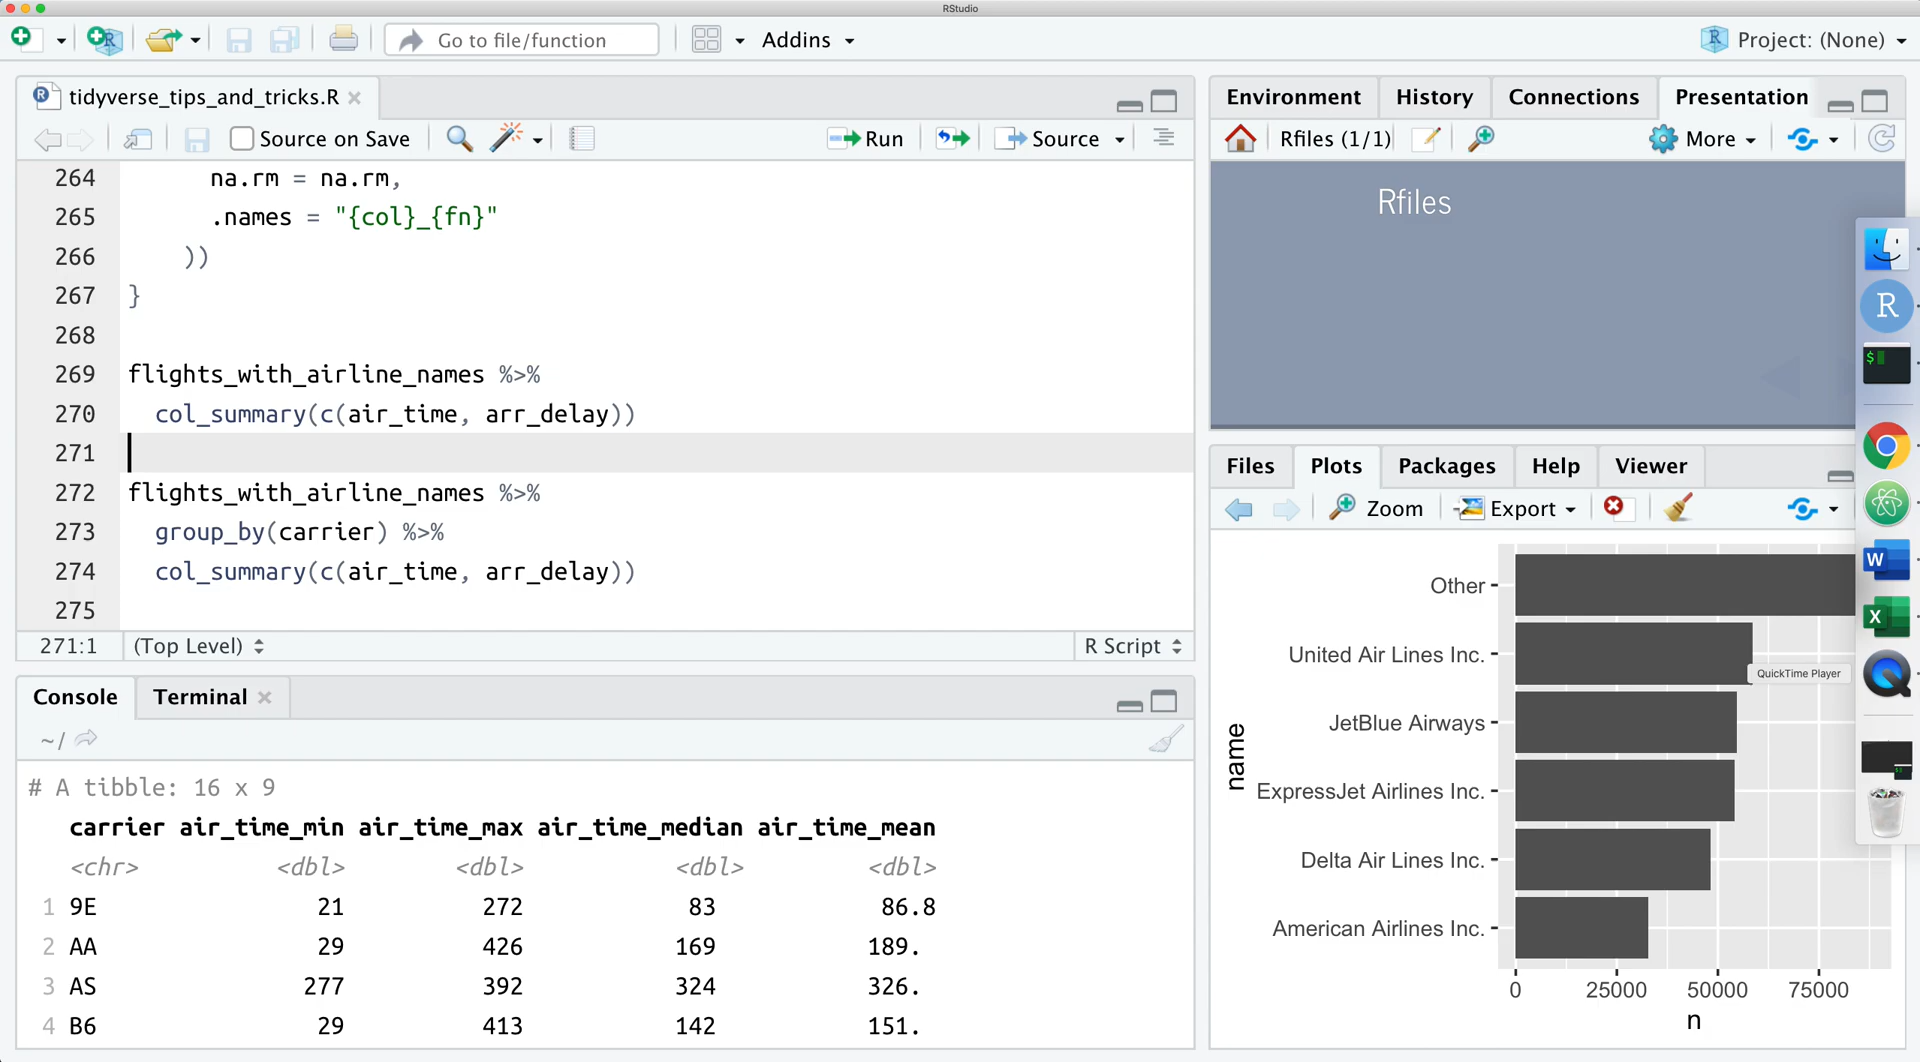 RStudio
Go to file/function
Addins
Project: (None)
tidyverse_tips_and_tricks.R
Source on Save
Run
Source
264 na.rm = na.rm,
265 .names = "{col}_{fn}"
266 ))
267 }
268
269 flights_with_airline_names %>%
270 col_summary(c(air_time, arr_delay))
271
272 flights_with_airline_names %>%
273 group_by(carrier) %>%
274 col_summary(c(air_time, arr_delay))
275
271:1 (Top Level) R Script
Console Terminal
~/
# A tibble: 16 x 9
carrier air_time_min air_time_max air_time_median air_time_mean
<chr> <dbl> <dbl> <dbl> <dbl>
1 9E 21 272 83 86.8
2 AA 29 426 169 189.
3 AS 277 392 324 326.
4 B6 29 413 142 151.
Environment History Connections Presentation
Rfiles (1/1) More
Rfiles
Files Plots Packages Help Viewer
Zoom Export
name
Other
United Air Lines Inc.
JetBlue Airways
ExpressJet Airlines Inc.
Delta Air Lines Inc.
American Airlines Inc.
0 25000 50000 75000
n
QuickTime Player
R
$
W
X